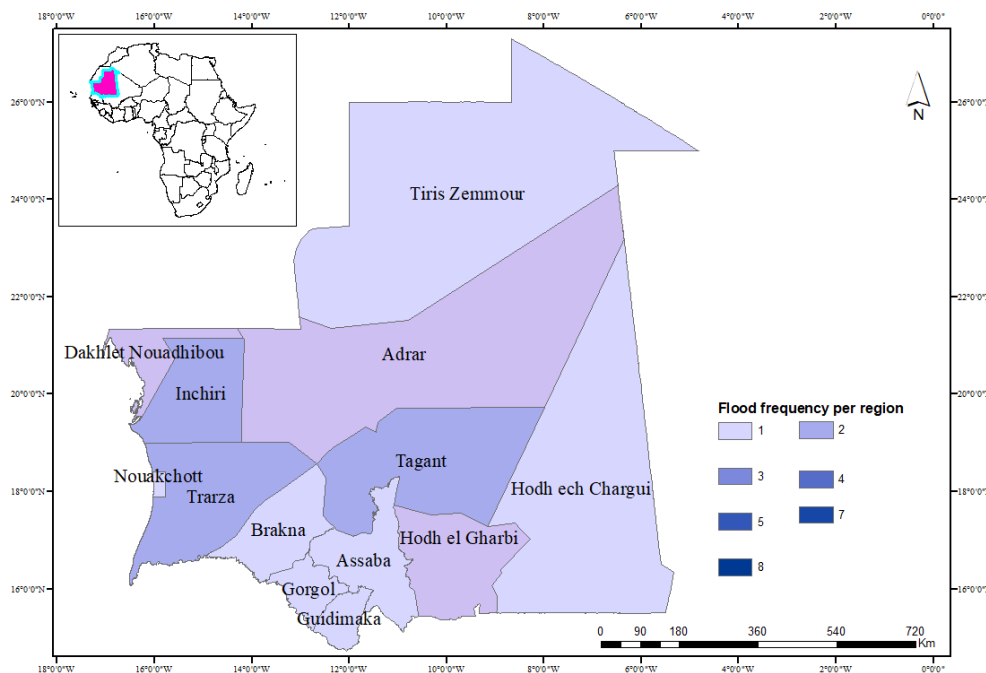 18°0'0"W 16°0'0"W 14°0'0"W 12°0'0"W 10°0'0"W 8°0'0"W 6°0'0"W 4°0'0"W 2°0'0"W 0°0'0"
26°0'0"N 26°0'0"N
N
Tiris Zemmour
24°0'0"N 24°0'0"N
22°0'0"N 22°0'0"N
Dakhlet Nouadhibou
Adrar
Inchiri
20°0'0"N 20°0'0"N
Flood frequency per region
1 2
3 4
5 7
8
Tagant
Nouakchott
Trarza
Hodh ech Chargui
18°0'0"N 18°0'0"N
Brakna
Hodh el Gharbi
Assaba
Gorgol
16°0'0"N 16°0'0"N
Guidimaka
0 90 180 360 540 720
Km
18°0'0"W 16°0'0"W 14°0'0"W 12°0'0"W 10°0'0"W 8°0'0"W 6°0'0"W 4°0'0"W 2°0'0"W 0°0'0"